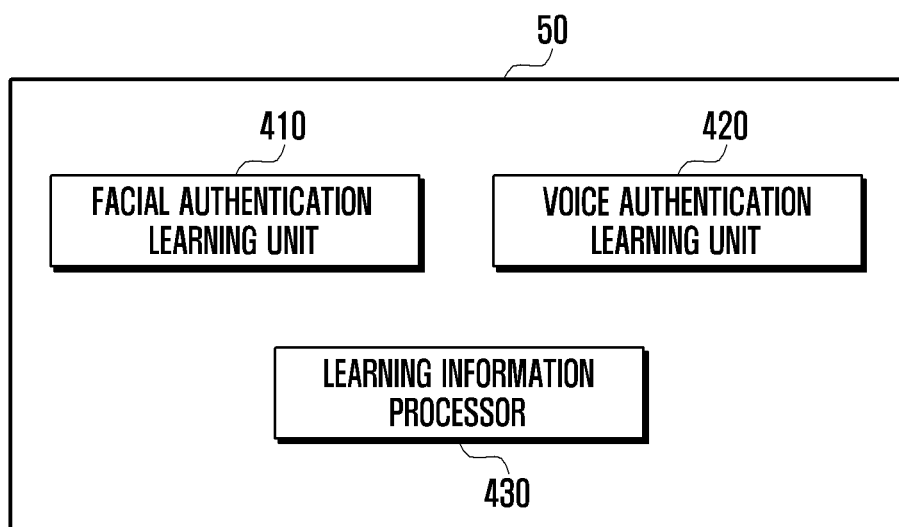 50
410
420
FACIAL AUTHENTICATION
LEARNING UNIT
VOICE AUTHENTICATION
LEARNING UNIT
LEARNING INFORMATION
PROCESSOR
430